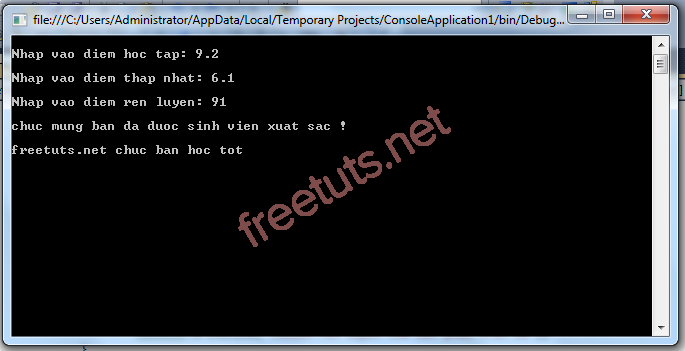 file:///C:/Users/Administrator/AppData/Local/Temporary Projects/ConsoleApplication1/bin/Debug...
Nhap vao diem hoc tap: 9.2
Nhap vao diem thap nhat: 6.1
Nhap vao diem ren luyen: 91
chuc mung ban da duoc sinh vien xuat sac !
freetuts.net chuc ban hoc tot
freetuts.net